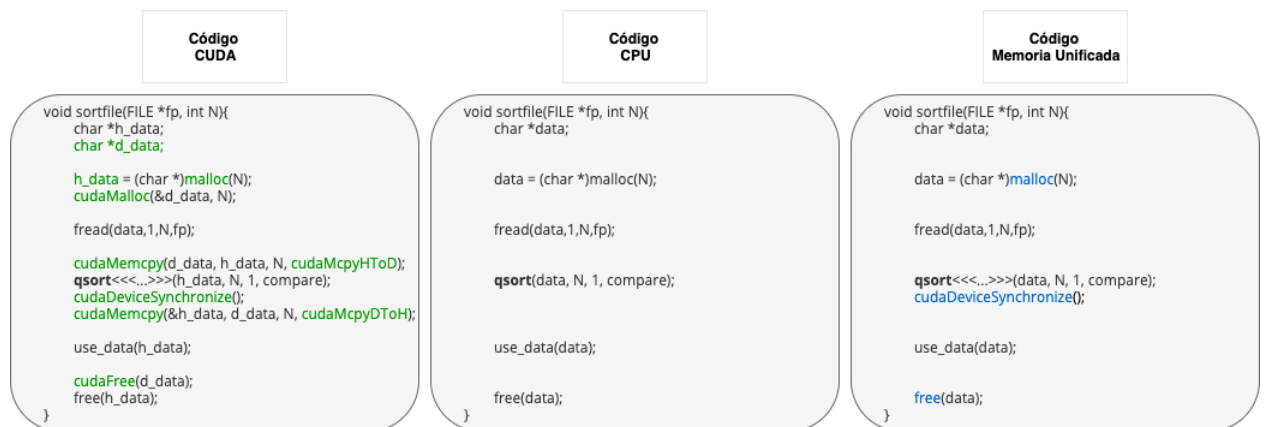 Código
CUDA
void sortfile(FILE *fp, int N){
char *h_data;
char *d_data;
h_data = (char *)malloc(N);
cudaMalloc(&d_data, N);
fread(data,1,N,fp);
cudaMemcpy(d_data, h_data, N, cudaMcpyHToD);
qsort<<<...>>>(h_data, N, 1, compare);
cudaDeviceSynchronize();
cudaMemcpy(&h_data, d_data, N, cudaMcpyDToH);
use_data(h_data);
cudaFree(d_data);
free(h_data);
}
Código
CPU
void sortfile(FILE *fp, int N){
char *data;
data = (char *)malloc(N);
fread(data,1,N,fp);
qsort(data, N, 1, compare);
use_data(data);
free(data);
}
Código
Memoria Unificada
void sortfile(FILE *fp, int N){
char *data;
data = (char *)malloc(N);
fread(data,1,N,fp);
qsort<<<...>>>(data, N, 1, compare);
cudaDeviceSynchronize();
use_data(data);
free(data);
}